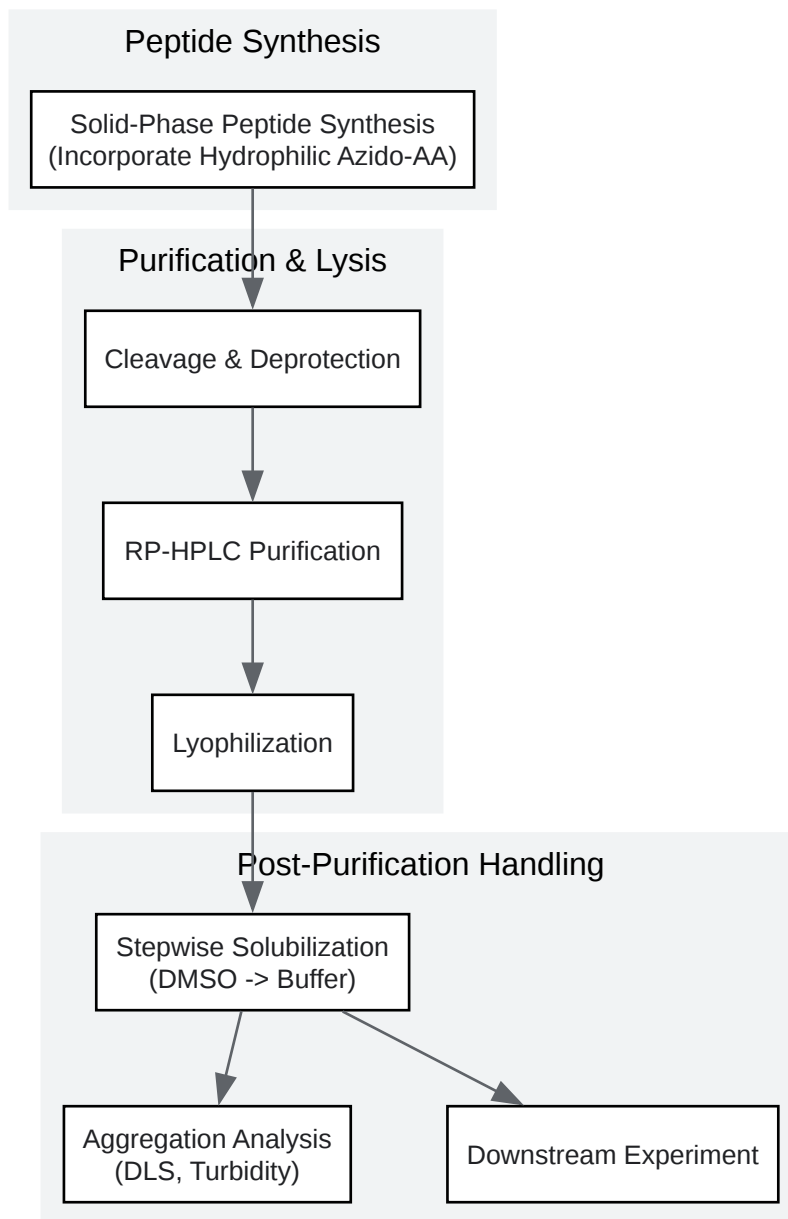 Peptide Synthesis
Solid-Phase Peptide Synthesis
(Incorporate Hydrophilic Azido-AA)
Purification & Lysis
Cleavage & Deprotection
RP-HPLC Purification
Lyophilization
Post-Purification Handling
Stepwise Solubilization
(DMSO -> Buffer)
Aggregation Analysis
(DLS, Turbidity)
Downstream Experiment